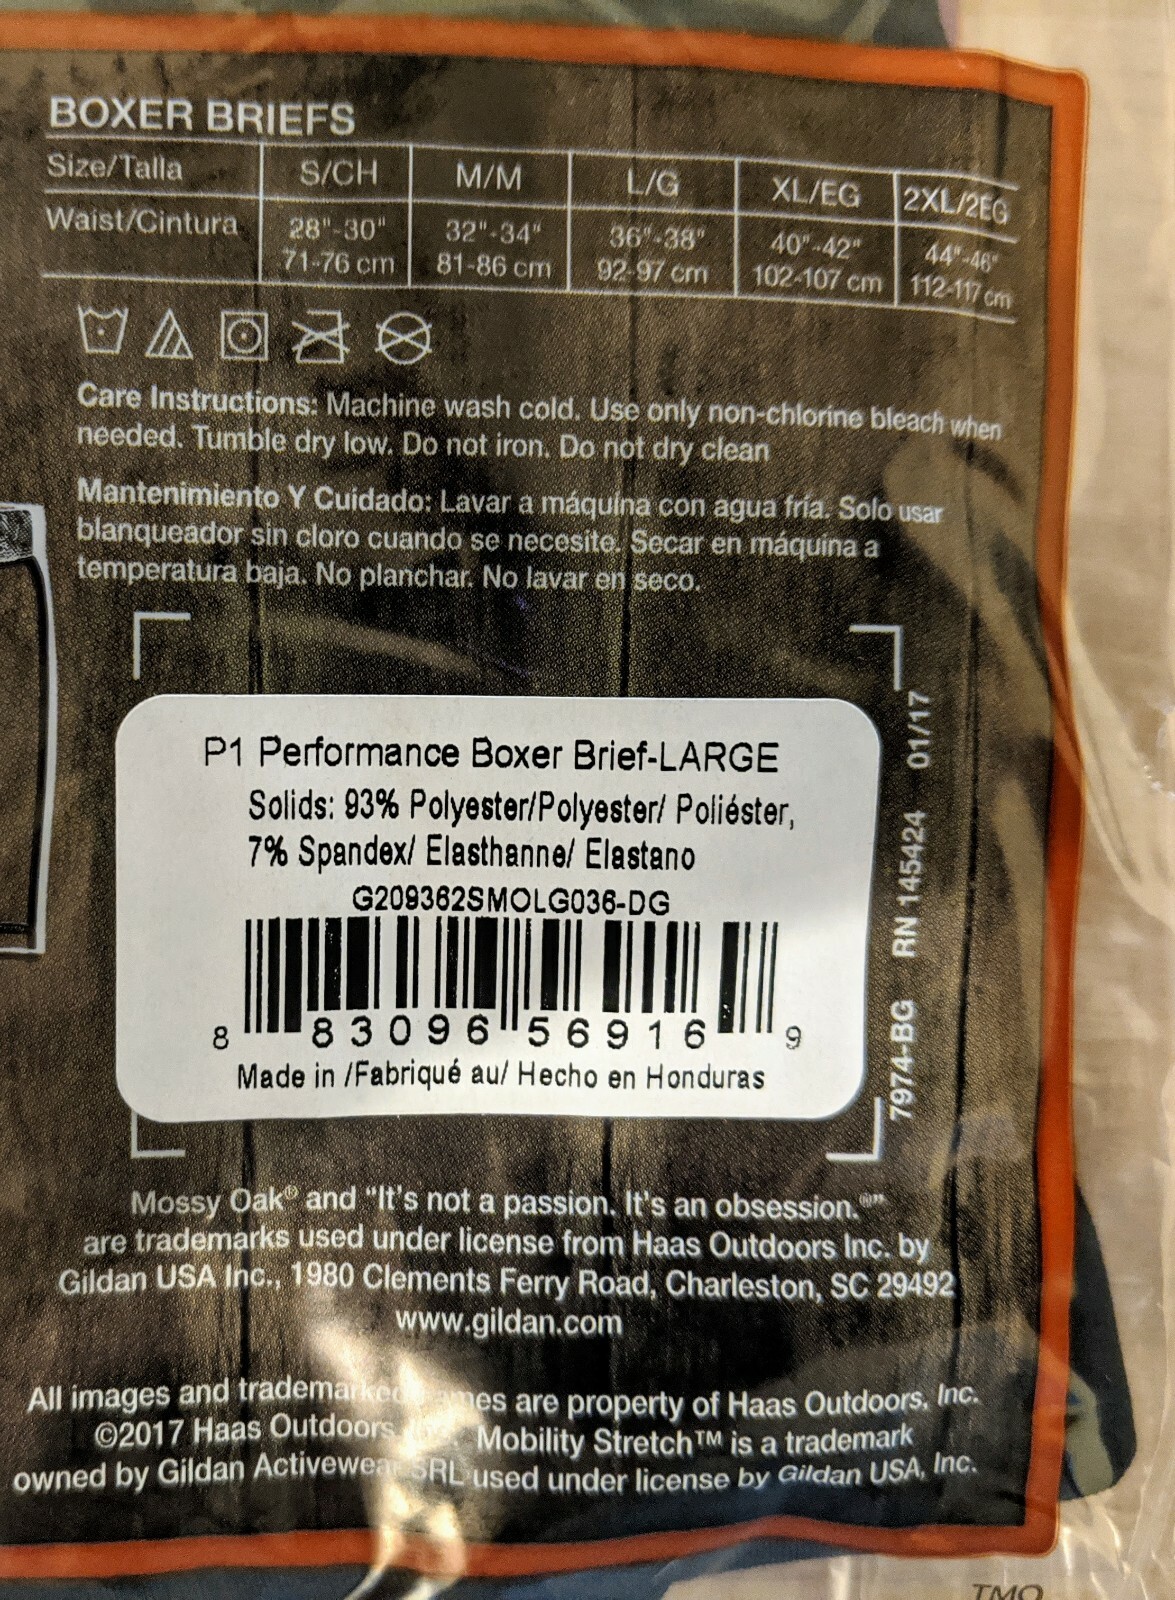 BOXER BRIEFS
Size/Talla S/CH M/M L/G XL/EG 2XL/2EG
Waist/Cintura 28"-30" 32"-34" 36"-38" 40"-42" 44"-46"
71-76 cm 81-86 cm 92-97 cm 102-107 cm 112-117 cm
Care Instructions: Machine wash cold. Use only non-chlorine bleach when
needed. Tumble dry low. Do not iron. Do not dry clean
Mantenimiento Y Cuidado: Lavar a máquina con agua fría. Solo usar
blanqueador sin cloro cuando se necesite. Secar en máquina a
temperatura baja. No planchar. No lavar en seco.
P1 Performance Boxer Brief-LARGE
Solids: 93% Polyester/Polyester/ Poliéster,
7% Spandex/ Elasthanne/ Elastano
G209362SMOLG036-DG
8 83096 56916 9
Made in /Fabriqué au/ Hecho en Honduras
7974-BG RN 145424 01/17
Mossy Oak® and "It's not a passion. It's an obsession.®"
are trademarks used under license from Haas Outdoors Inc. by
Gildan USA Inc., 1980 Clements Ferry Road, Charleston, SC 29492
www.gildan.com
All images and trademarked are property of Haas Outdoors, Inc.
©2017 Haas Outdoors Mobility Stretch™ is a trademark
owned by Gildan Activewear SRL used under license by Gildan USA, Inc.
TMO